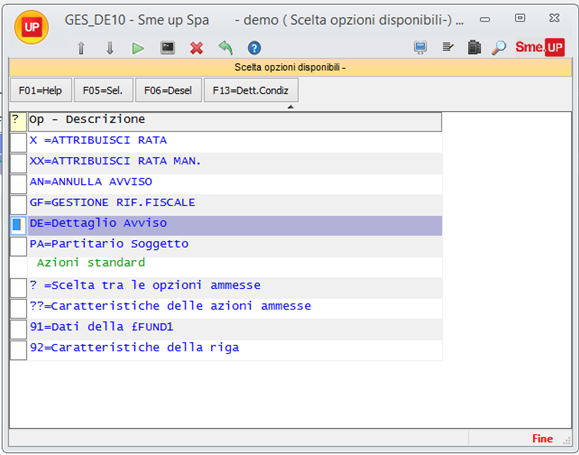 UP GES_DE10 - Sme up Spa - demo ( Scelta opzioni disponibili-) ...
Sme.UP
Scelta opzioni disponibili -
F01=Help F05=Sel. F06=Desel F13=Dett.Condiz
? Op - Descrizione
X =ATTRIBUISCI RATA
XX=ATTRIBUISCI RATA MAN.
AN=ANNULLA AVVISO
GF=GESTIONE RIF.FISCALE
DE=Dettaglio Avviso
PA=Partitario Soggetto
Azioni standard
? =Scelta tra le opzioni ammesse
??=Caratteristiche delle azioni ammesse
91=Dati della £FUND1
92=Caratteristiche della riga
Fine